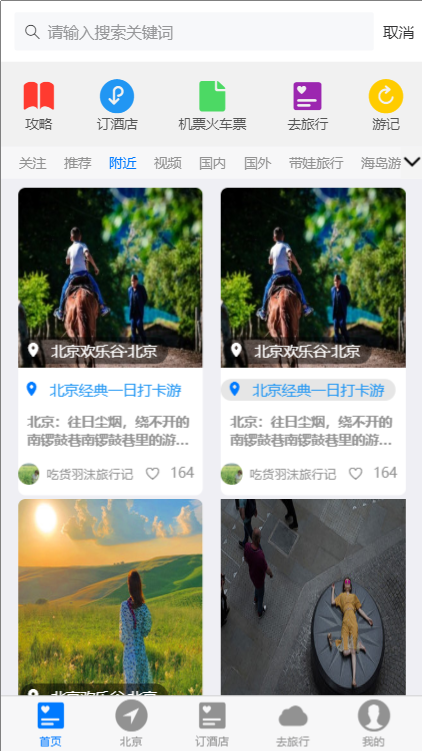 请输入搜索关键词 取消
攻略 订酒店 机票火车票 去旅行 游记
关注 推荐 附近 视频 国内 国外 带娃旅行 海岛游
北京欢乐谷·北京 北京欢乐谷·北京
北京经典一日打卡游 北京经典一日打卡游
北京：往日尘烟，绕不开的 北京：往日尘烟，绕不开的
南锣鼓巷南锣鼓巷里的游... 南锣鼓巷南锣鼓巷里的游...
吃货羽沫旅行记 164 吃货羽沫旅行记 164
北京欢乐谷·北京
首页 北京 订酒店 去旅行 我的